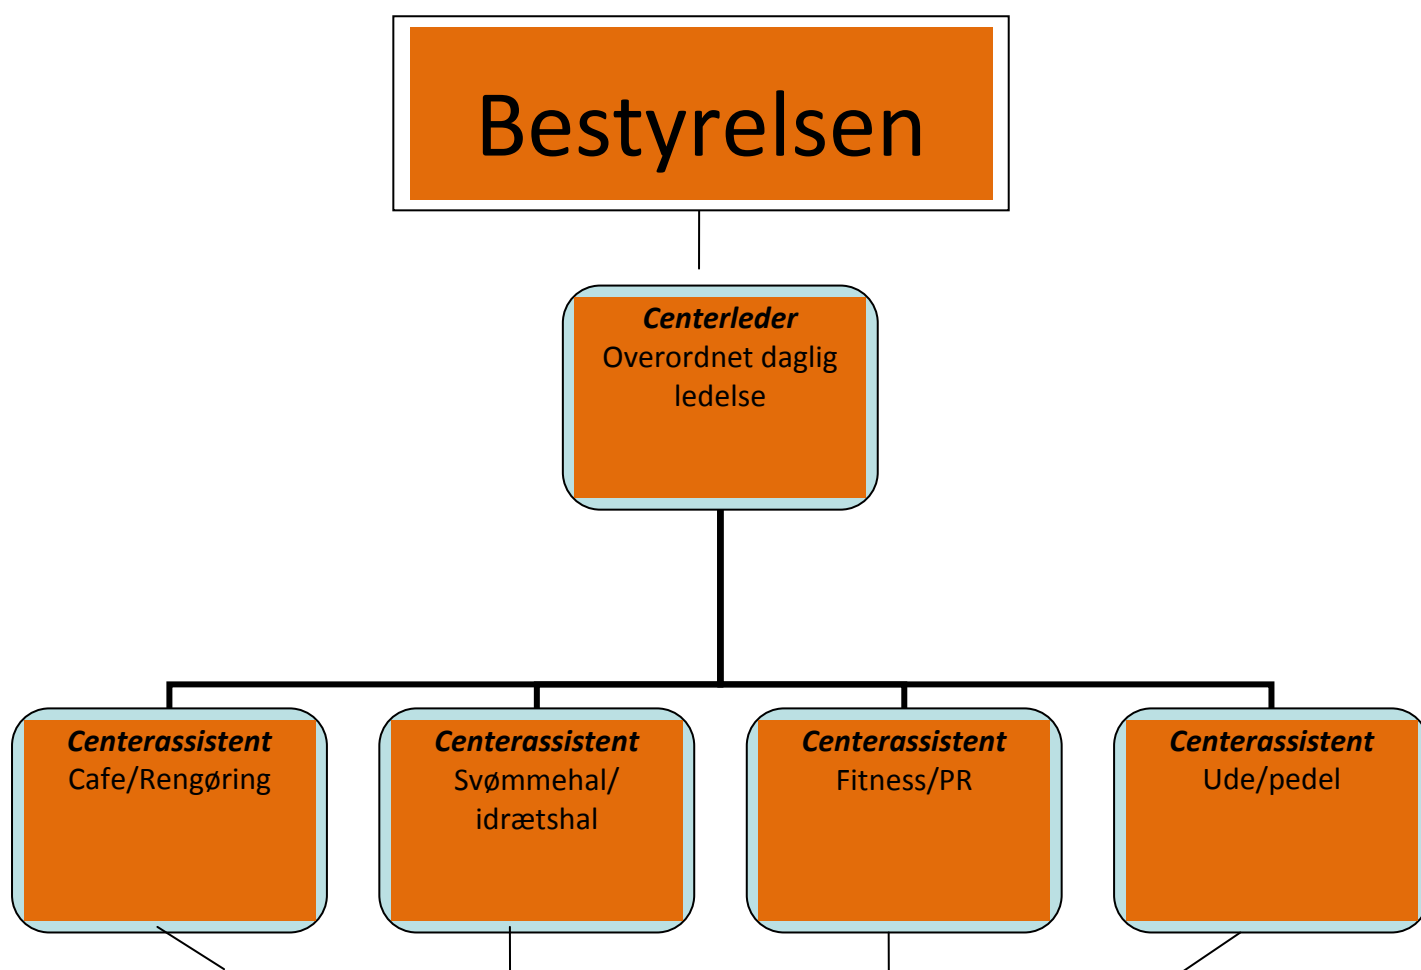 Bestyrelsen
Centerleder
Overordnet daglig
ledelse
Centerassistent
Cafe/Rengøring
Centerassistent
Svømmehal/
idrætshal
Centerassistent
Fitness/PR
Centerassistent
Ude/pedel